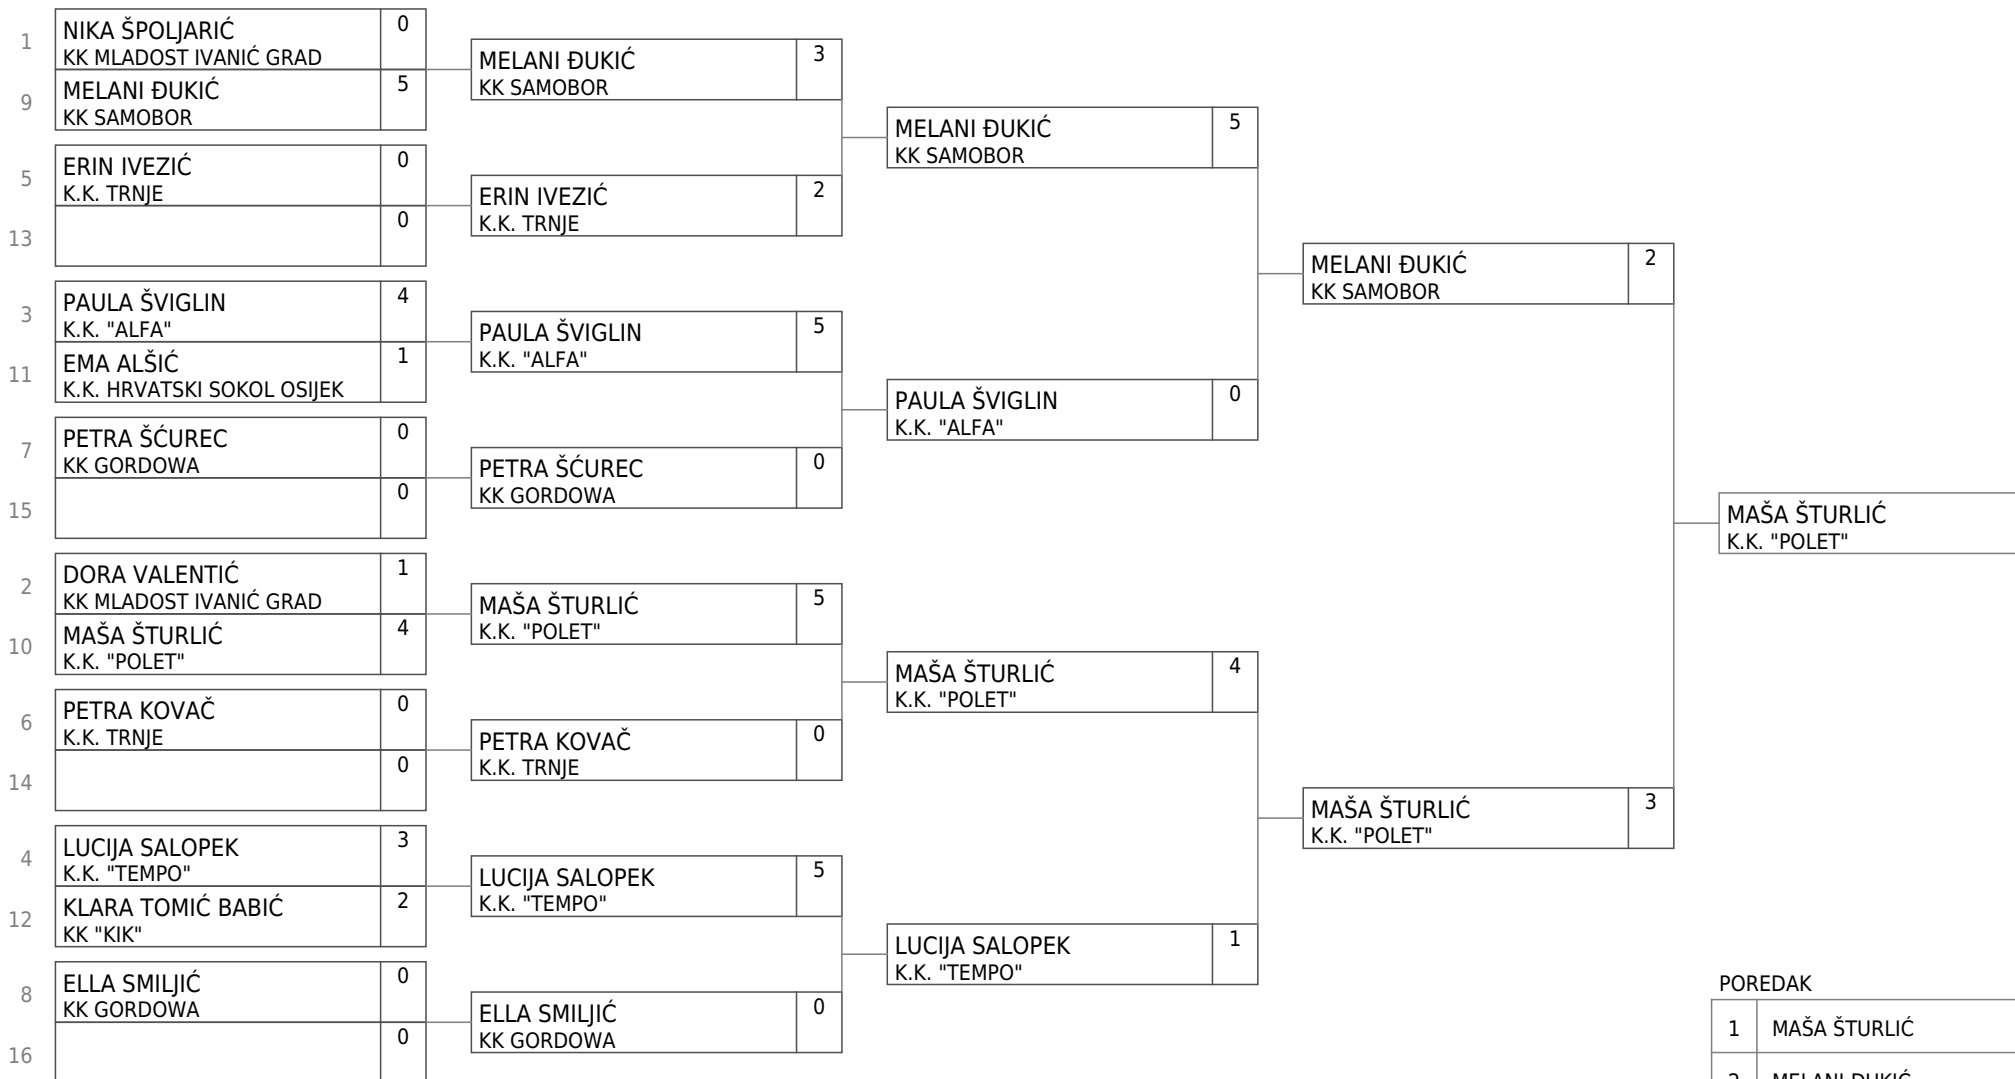 1
NIKA ŠPOLJARIĆ
0
KK MLADOST IVANIĆ GRAD
9
MELANI ĐUKIĆ
5
KK SAMOBOR
5
ERIN IVEZIĆ
0
K.K. TRNJE
13
0
3
PAULA ŠVIGLIN
4
K.K. "ALFA"
11
EMA ALŠIĆ
1
K.K. HRVATSKI SOKOL OSIJEK
7
PETRA ŠĆUREC
0
KK GORDOWA
15
0
2
DORA VALENTIĆ
1
KK MLADOST IVANIĆ GRAD
10
MAŠA ŠTURLIĆ
4
K.K. "POLET"
6
PETRA KOVAČ
0
K.K. TRNJE
14
0
4
LUCIJA SALOPEK
3
K.K. "TEMPO"
12
KLARA TOMIĆ BABIĆ
2
KK "KIK"
8
ELLA SMILJIĆ
0
KK GORDOWA
16
0
MELANI ĐUKIĆ
3
KK SAMOBOR
ERIN IVEZIĆ
2
K.K. TRNJE
PAULA ŠVIGLIN
5
K.K. "ALFA"
PETRA ŠĆUREC
0
KK GORDOWA
MAŠA ŠTURLIĆ
5
K.K. "POLET"
PETRA KOVAČ
0
K.K. TRNJE
LUCIJA SALOPEK
5
K.K. "TEMPO"
ELLA SMILJIĆ
0
KK GORDOWA
MELANI ĐUKIĆ
5
KK SAMOBOR
PAULA ŠVIGLIN
0
K.K. "ALFA"
MAŠA ŠTURLIĆ
4
K.K. "POLET"
LUCIJA SALOPEK
1
K.K. "TEMPO"
MELANI ĐUKIĆ
2
KK SAMOBOR
MAŠA ŠTURLIĆ
3
K.K. "POLET"
MAŠA ŠTURLIĆ
K.K. "POLET"
POREDAK
1 MAŠA ŠTURLIĆ
2 MELANI ĐUKIĆ